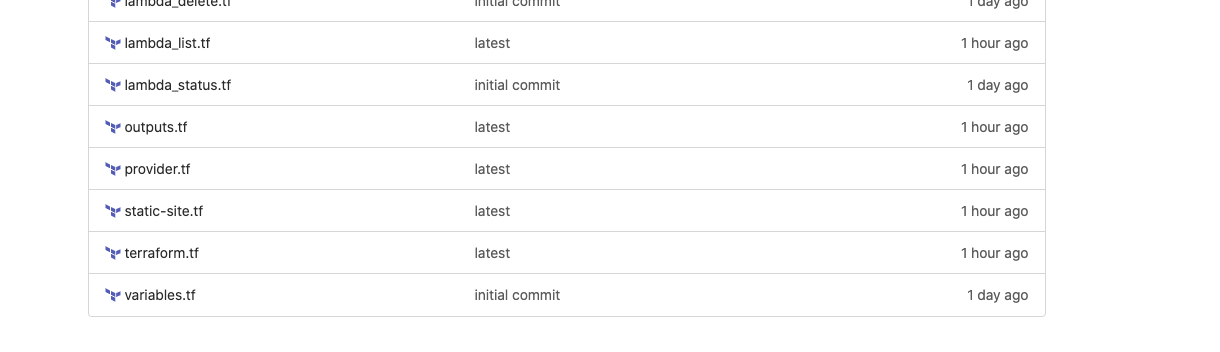 lambda_delete.tf initial commit 1 day ago
lambda_list.tf latest 1 hour ago
lambda_status.tf initial commit 1 day ago
outputs.tf latest 1 hour ago
provider.tf latest 1 hour ago
static-site.tf latest 1 hour ago
terraform.tf latest 1 hour ago
variables.tf initial commit 1 day ago